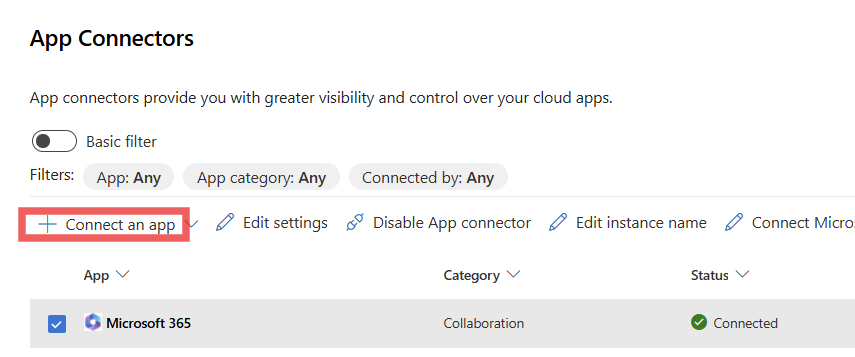 App Connectors
App connectors provide you with greater visibility and control over your cloud apps.
Basic filter
Filters: App: Any App category: Any Connected by: Any
Connect an app Edit settings Disable App connector Edit instance name Connect Micro
App Category Status
Microsoft 365 Collaboration Connected